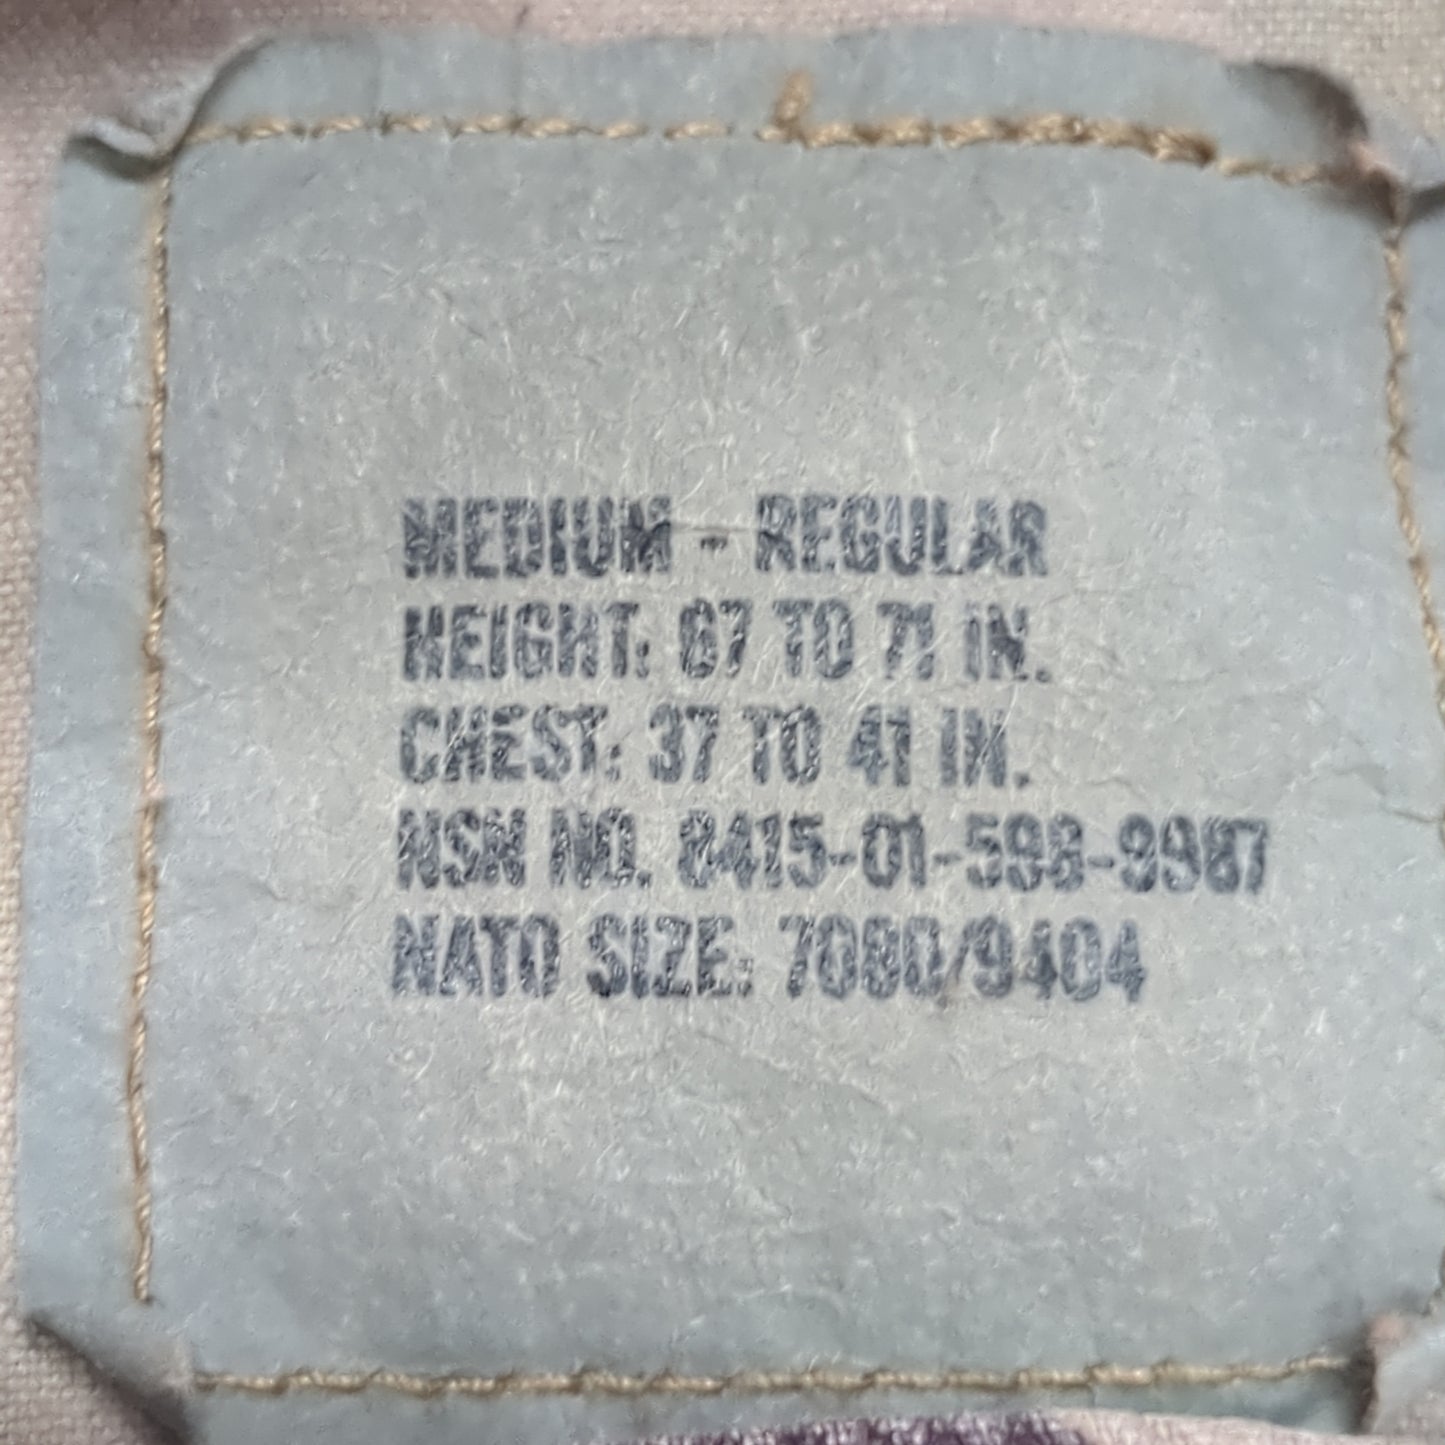 MEDIUM - REGULAR
HEIGHT: 67 TO 71 IN.
CHEST: 37 TO 41 IN.
NSN NO. 8415-01-598-9987
NATO SIZE: 7080/9404